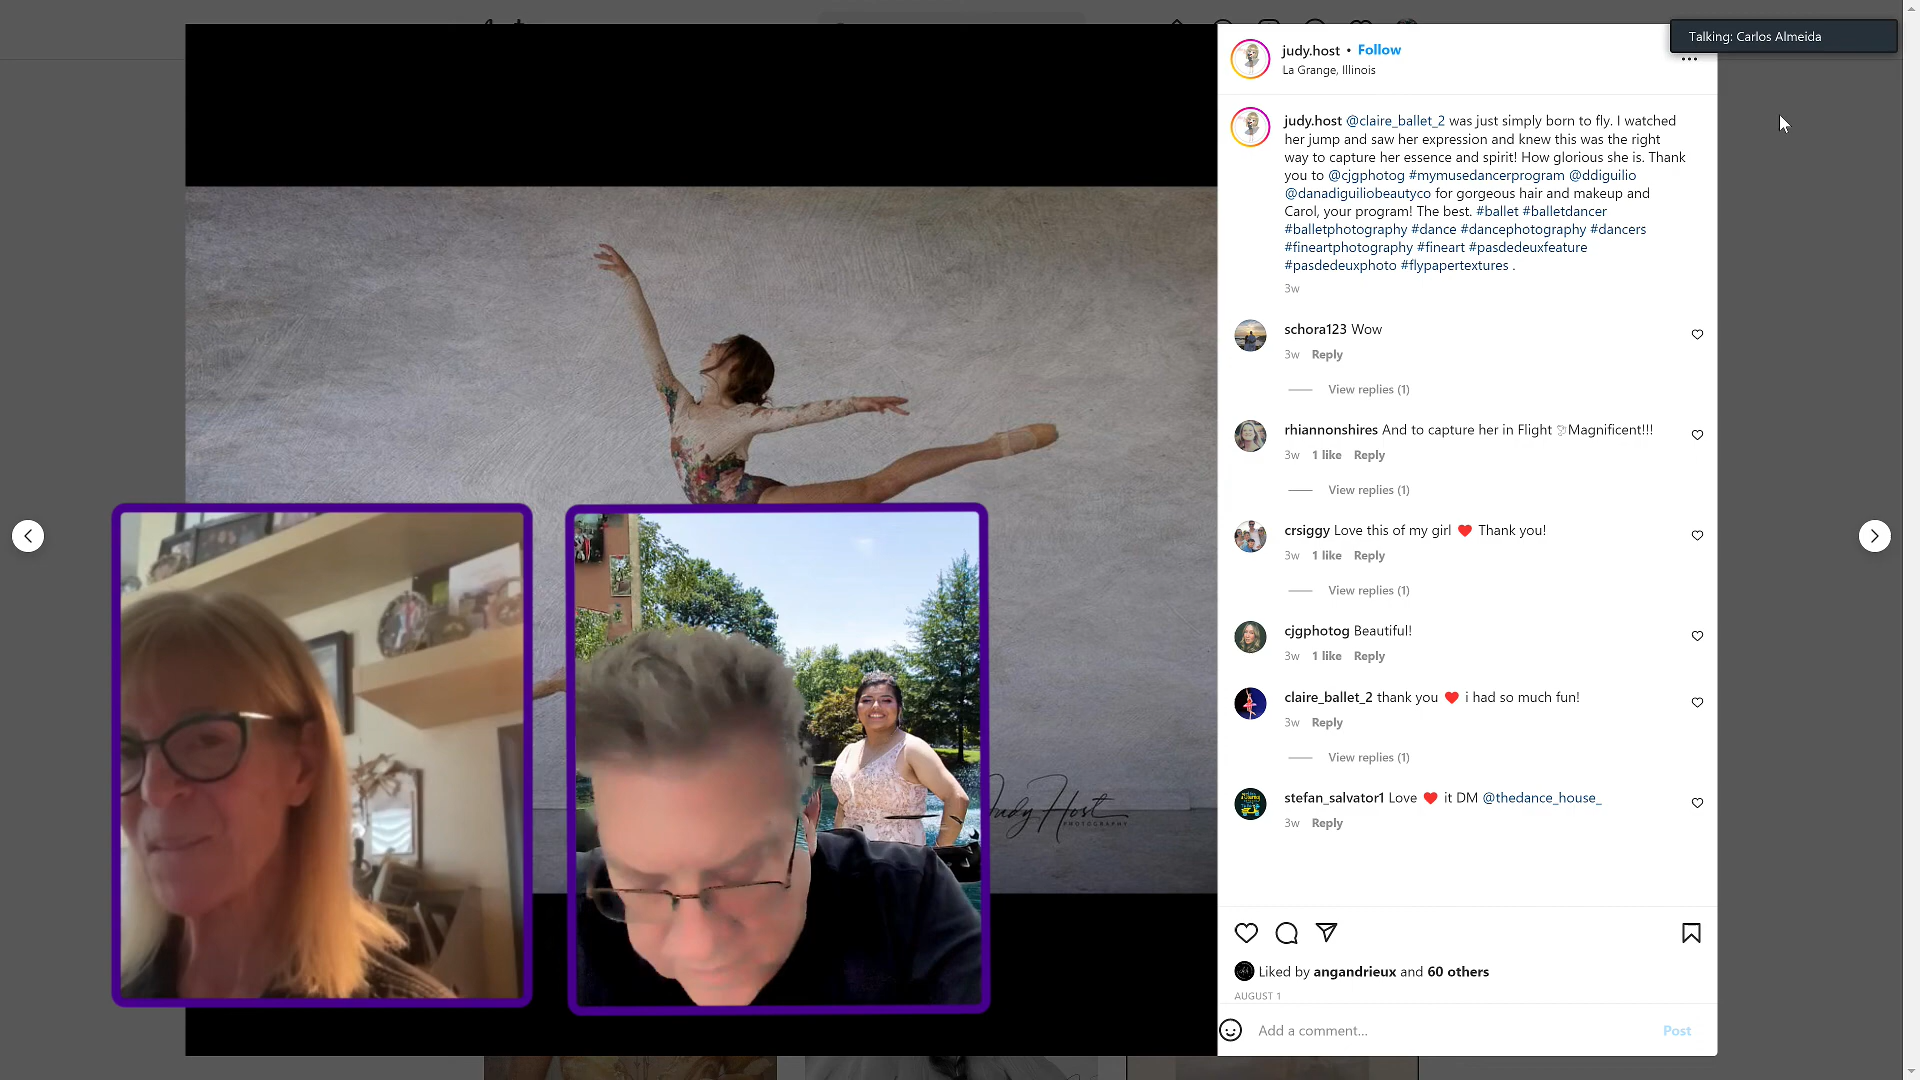 Talking: Carlos Almeida
judy.host • Follow
La Grange, Illinois
judy.host @claire_ballet_2 was just simply born to fly. I watched
her jump and saw her expression and knew this was the right
way to capture her essence and spirit! How glorious she is. Thank
you to @cjgphotog #mymusedancerprogram @ddiguilio
@danadiguiliobeautyco for gorgeous hair and makeup and
Carol, your program! The best. #ballet #balletdancer
#balletphotography #dance #dancephotography #dancers
#fineartphotography #fineart #pasdedeuxfeature
#pasdedeuxphoto #flypapertextures .
3w
schora123 Wow
3w Reply
View replies (1)
rhiannonshires And to capture her in Flight 🕊Magnificent!!!
3w 1 like Reply
View replies (1)
crsiggy Love this of my girl ♥ Thank you!
3w 1 like Reply
View replies (1)
cjgphotog Beautiful!
3w 1 like Reply
claire_ballet_2 thank you ♥ i had so much fun!
3w Reply
View replies (1)
stefan_salvator1 Love ♥ it DM @thedance_house_
3w Reply
Judy Host
PHOTOGRAPHY
Liked by angandrieux and 60 others
AUGUST 1
Add a comment...
Post